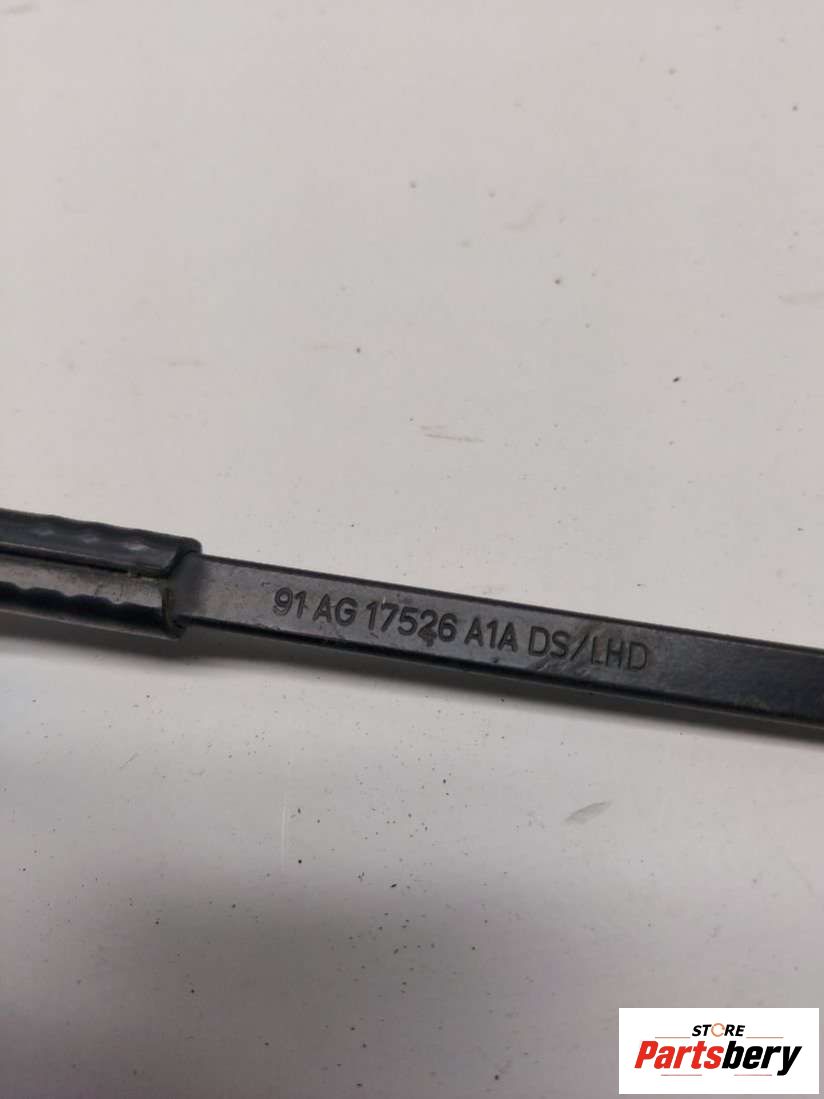 91 AG 17526 A1A DS/LHD
STORE
Partsbery